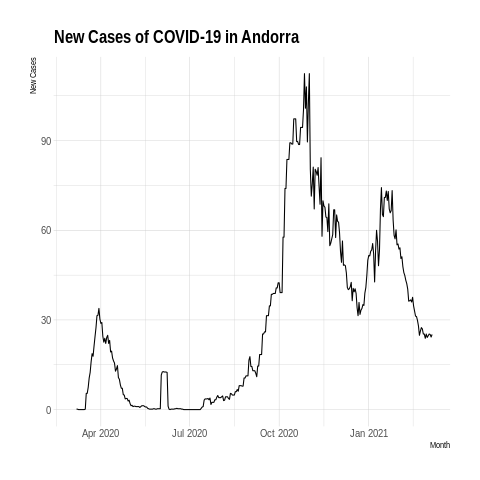 New Cases of COVID-19 in Andorra
New Cases
90
60
30
0
Apr 2020 Jul 2020 Oct 2020 Jan 2021
Month